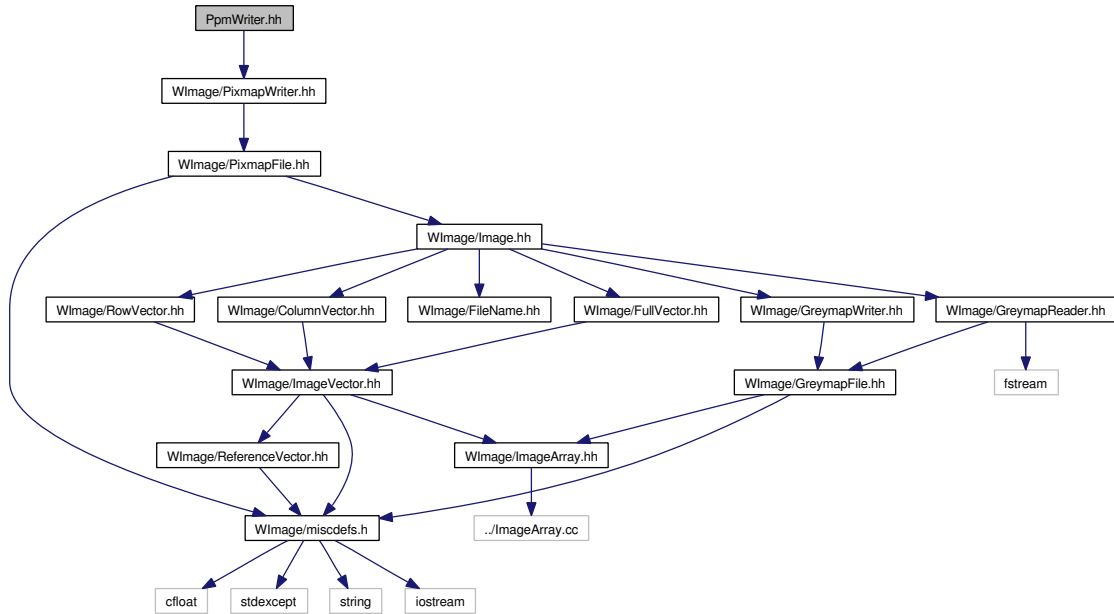 PpmWriter.hh
WImage/PixmapWriter.hh
WImage/PixmapFile.hh
WImage/Image.hh
WImage/RowVector.hh
WImage/ColumnVector.hh
WImage/FileName.hh
WImage/FullVector.hh
WImage/GreymapWriter.hh
WImage/GreymapReader.hh
WImage/ImageVector.hh
WImage/GreymapFile.hh
fstream
WImage/ReferenceVector.hh
WImage/ImageArray.hh
WImage/miscdefs.h
../ImageArray.cc
cfloat
stdexcept
string
iostream